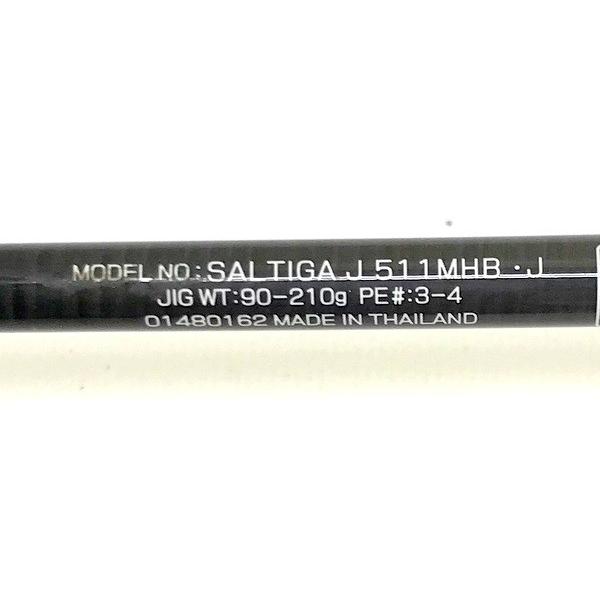 MODEL NO.: SALTIGA J 511MHB・J
JIG WT:90-210g PE#:3-4
01480162 MADE IN THAILAND